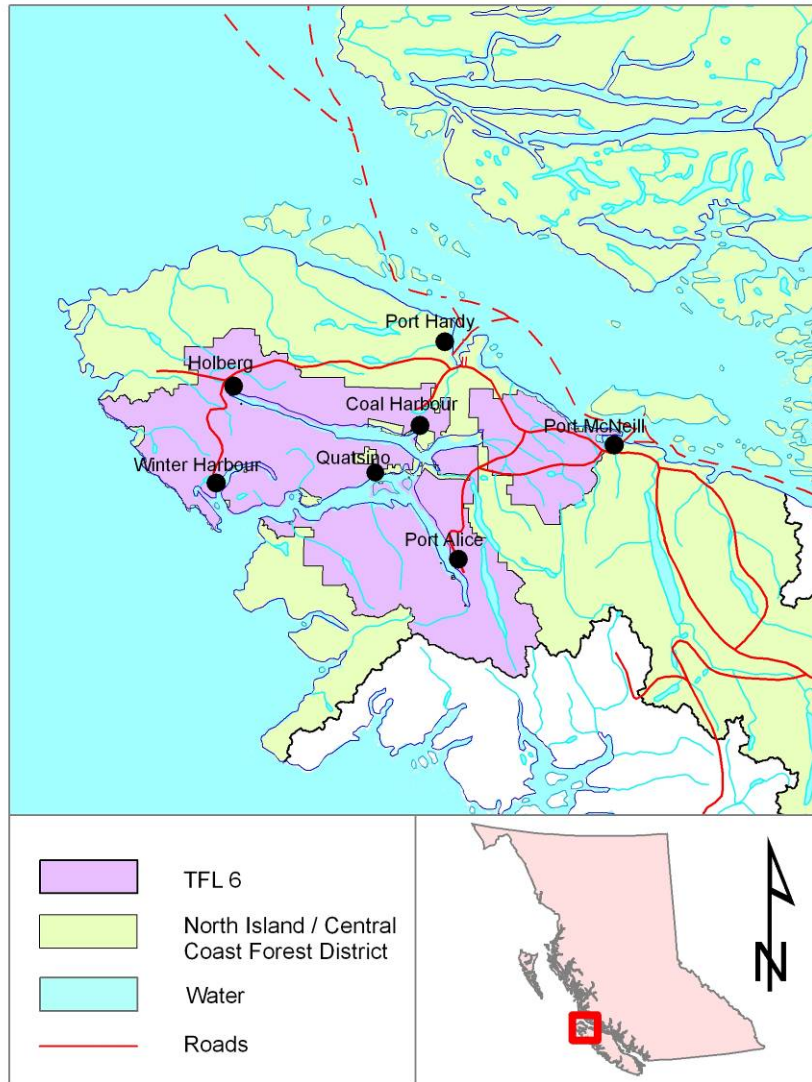 Port Hardy
Holberg
Coal Harbour
Port McNeill
Quatsino
Winter Harbour
Port Alice
TFL 6
North Island / Central
Coast Forest District
Water
Roads
N